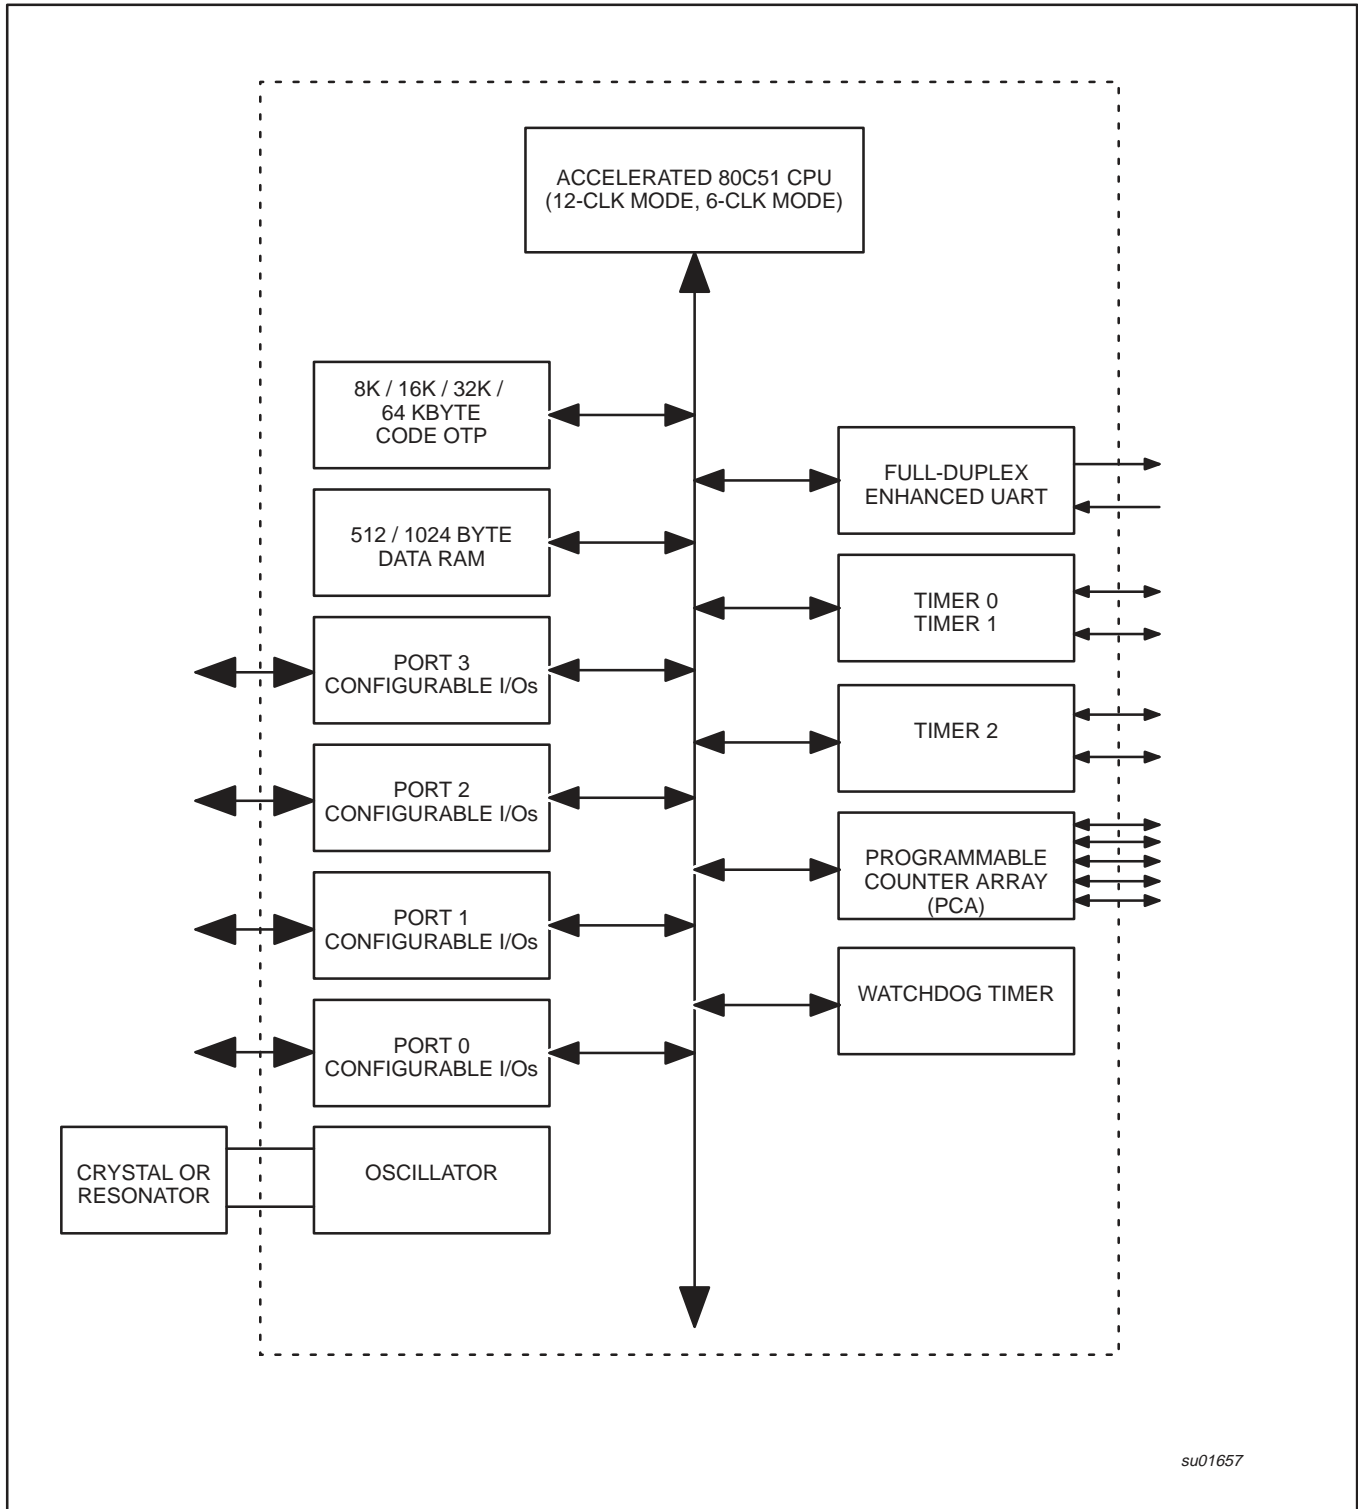 ACCELERATED 80C51 CPU
(12-CLK MODE, 6-CLK MODE)
8K / 16K / 32K /
64 KBYTE
CODE OTP
512 / 1024 BYTE
DATA RAM
PORT 3
CONFIGURABLE I/Os
PORT 2
CONFIGURABLE I/Os
PORT 1
CONFIGURABLE I/Os
PORT 0
CONFIGURABLE I/Os
CRYSTAL OR
RESONATOR
OSCILLATOR
FULL-DUPLEX
ENHANCED UART
TIMER 0
TIMER 1
TIMER 2
PROGRAMMABLE
COUNTER ARRAY
(PCA)
WATCHDOG TIMER
su01657